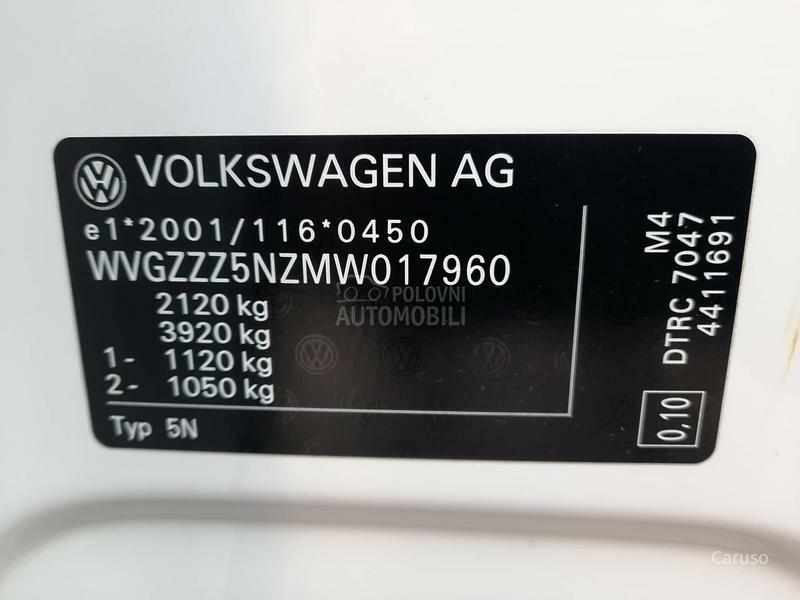 VOLKSWAGEN AG
e1*2001/116*0450
WVGZZZ5NZMW017960
2120 kg
3920 kg
1- 1120 kg
2- 1050 kg
Typ 5N
M4
DTRC 7047
4411691
0,10
POLOVNI
AUTOMOBILI
Caruso